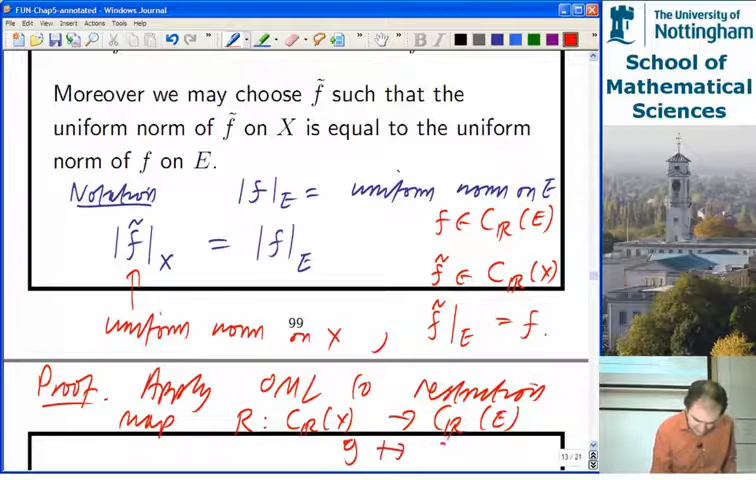 FUN-Chap5-annotated - Windows Journal
File Edit View Insert Actions Tools Help
B I
Moreover we may choose f̃ such that the
uniform norm of f̃ on X is equal to the uniform
norm of f on E.
Notation |f|_E = uniform norm on E
f ∈ C_ℝ(E)
|f̃|_X = |f|_E
f̃ ∈ C_ℝ(X)
uniform norm on X, f̃|_E = f.
99
Proof. Apply OML to restriction
map R: C_ℝ(X) → C_ℝ(E)
g ↦
13 / 21
The University of
Nottingham
School of
Mathematical
Sciences